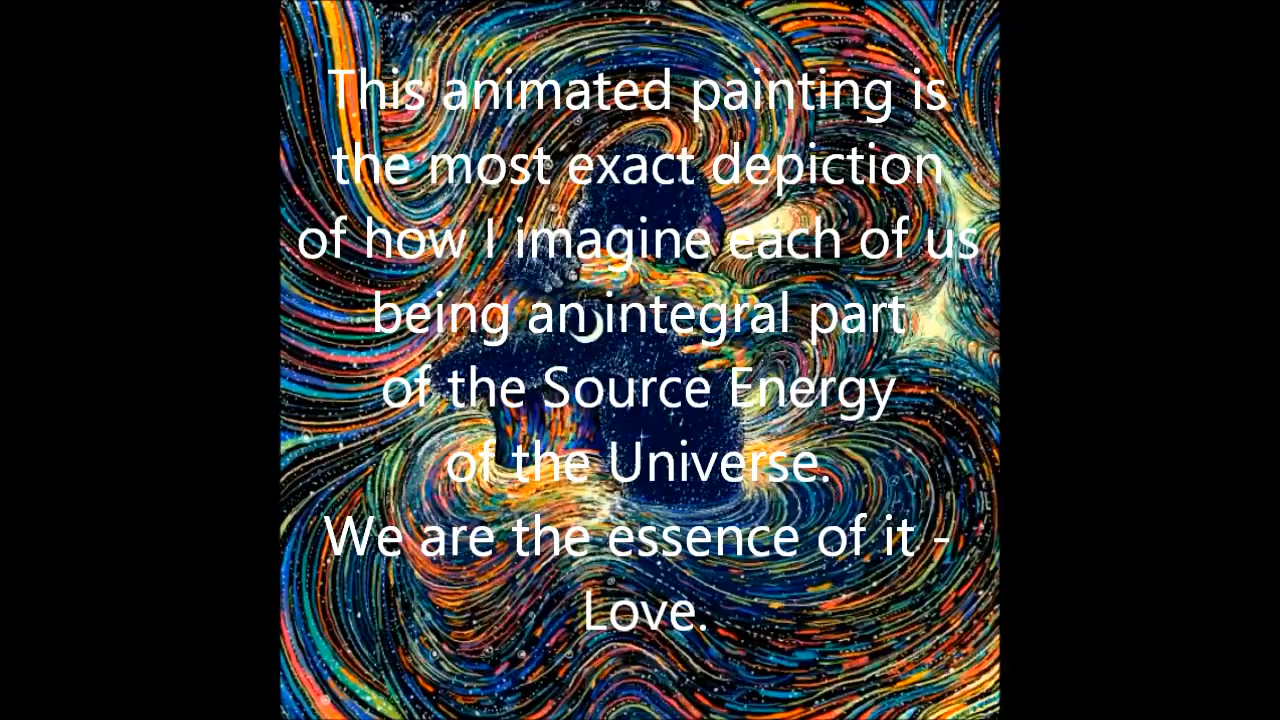 This animated painting is
the most exact depiction
of how I imagine each of us
being an integral part
of the Source Energy
of the Universe.
We are the essence of it -
Love.